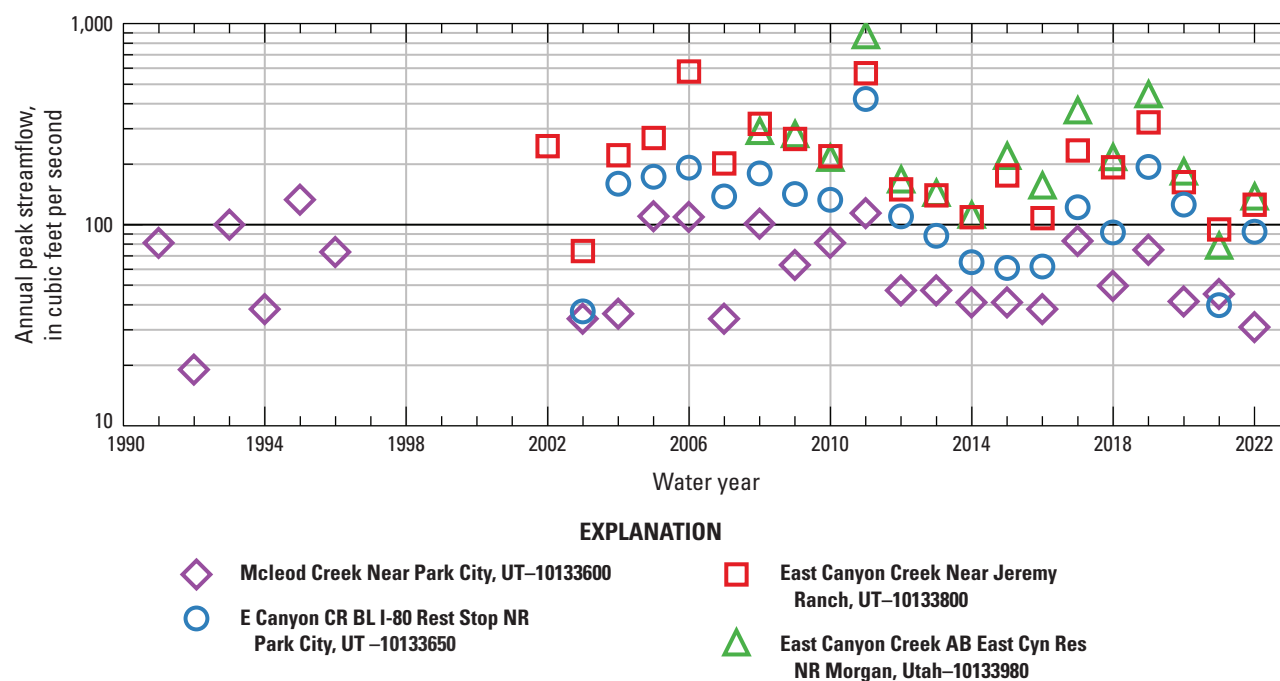 Annual peak streamflow,
in cubic feet per second
1,000
100
10
1990
1994
1998
2002
2006
2010
2014
2018
2022
Water year
EXPLANATION
Mcleod Creek Near Park City, UT–10133600
E Canyon CR BL I-80 Rest Stop NR
Park City, UT –10133650
East Canyon Creek Near Jeremy
Ranch, UT–10133800
East Canyon Creek AB East Cyn Res
NR Morgan, Utah–10133980